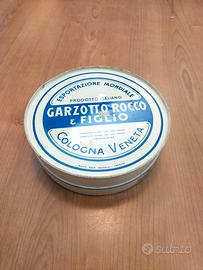 ESPORTAZIONE MONDIALE
PRODOTTO ITALIANO
GARZOTTO ROCCO
& FIGLIO
COLOGNA VENETA
subito